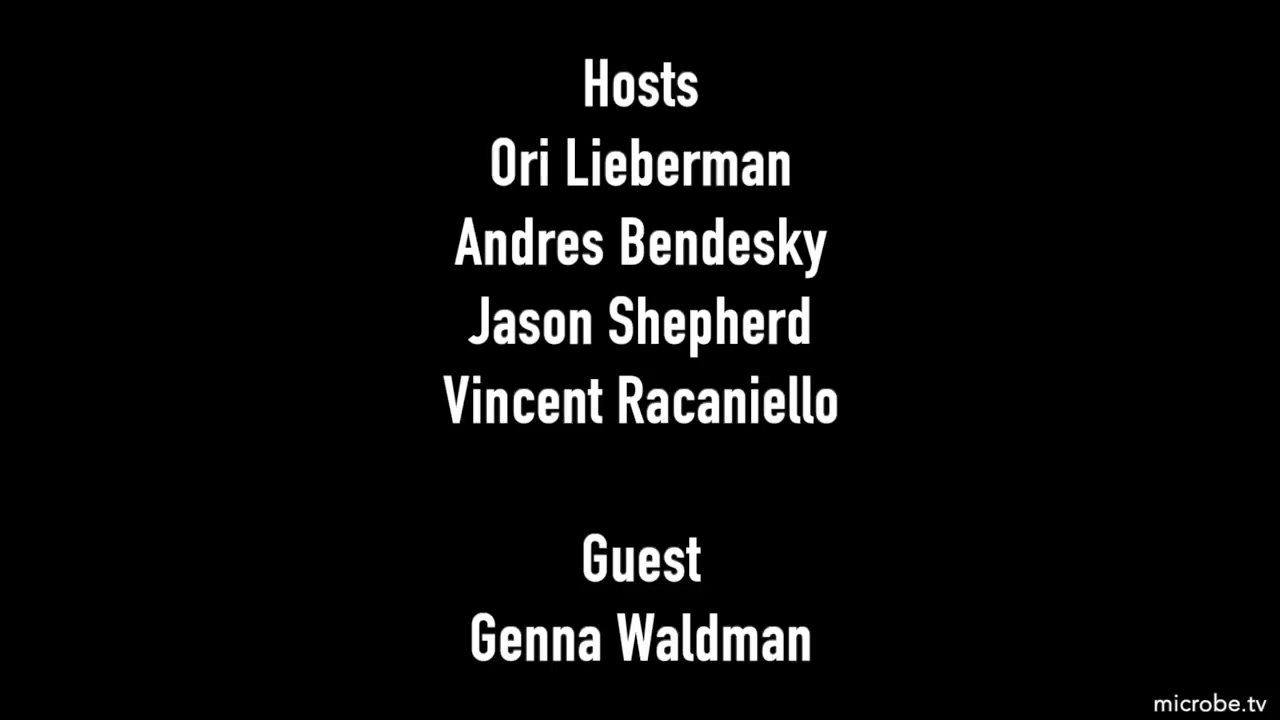 Hosts
Ori Lieberman
Andres Bendesky
Jason Shepherd
Vincent Racaniello
Guest
Genna Waldman
microbe.tv